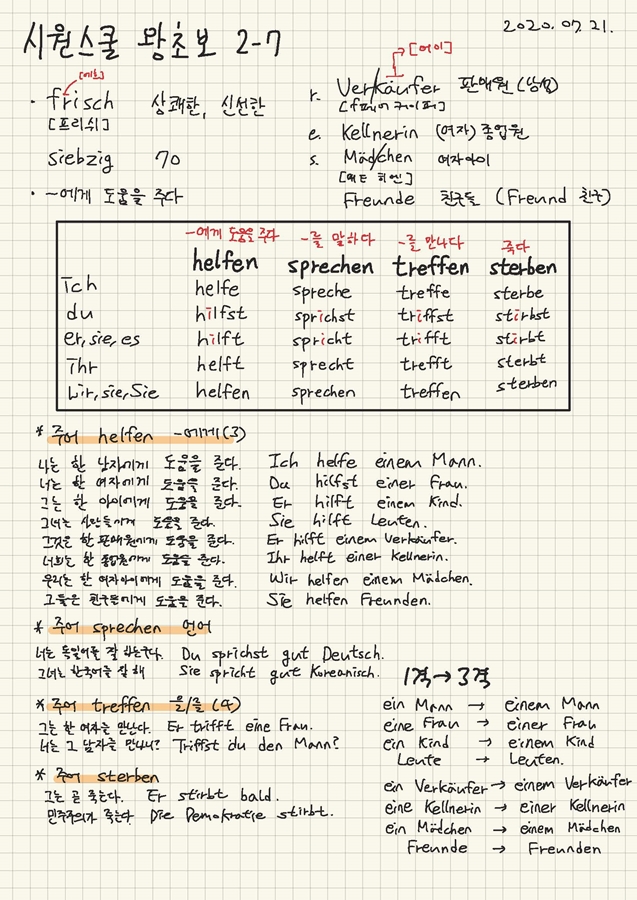 시원스쿨 왕초보 2-7
2020. 07. 21.
[에흐]
· frisch 상쾌한, 신선한
[프리쉬]
siebzig 70
· ~에게 도움을 주다
[어이]
r. Verkäufer 판매원 (남성)
e. Kellnerin (여자) 종업원
s. Mädchen 여자아이
Freunde 친구들 (Freund 친구)
-에게 도움을 주다 -를 말하다 -를 만나다 죽다
helfen sprechen treffen sterben
ich helfe spreche treffe sterbe
du hilfst sprichst triffst stirbst
er, sie, es hilft spricht trifft stirbt
ihr helft sprecht trefft sterbt
wir, sie, Sie helfen sprechen treffen sterben
* 주어 helfen -에게(3)
나는 한 남자에게 도움을 준다. Ich helfe einem Mann.
너는 한 여자에게 도움을 준다. Du hilfst einer Frau.
그는 한 아이에게 도움을 준다. Er hilft einem Kind.
그녀는 사람들에게 도움을 준다. Sie hilft Leuten.
그것은 한 판매원에게 도움을 준다. Er hilft einem Verkäufer.
너희는 한 종업원에게 도움을 준다. Ihr helft einer Kellnerin.
우리는 한 여자아이에게 도움을 준다. Wir helfen einem Mädchen.
그들은 친구들에게 도움을 준다. Sie helfen Freunden.
* 주어 sprechen 언어
너는 독일어를 잘 하는구나. Du sprichst gut Deutsch.
그녀는 한국어를 잘 해 Sie spricht gut Koreanisch.
* 주어 treffen 을/를 (4)
그는 한 여자를 만난다. Er trifft eine Frau.
너는 그 남자를 만나니? Triffst du den Mann?
* 주어 sterben
그는 곧 죽는다. Er stirbt bald.
민주주의가 죽는다. Die Demokratie stirbt.
1격 → 3격
ein Mann → einem Mann
eine Frau → einer Frau
ein Kind → einem Kind
Leute → Leuten.
ein Verkäufer → einem Verkäufer
eine Kellnerin → einer Kellnerin
ein Mädchen → einem Mädchen
Freunde → Freunden